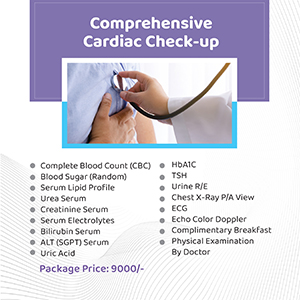 Comprehensive
Cardiac Check-up
Complete Blood Count (CBC)
Blood Sugar (Random)
Serum Lipid Profile
Urea Serum
Creatinine Serum
Serum Electrolytes
Bilirubin Serum
ALT (SGPT) Serum
Uric Acid
HbA1C
TSH
Urine R/E
Chest X-Ray P/A View
ECG
Echo Color Doppler
Complimentary Breakfast
Physical Examination
By Doctor
Package Price: 9000/-